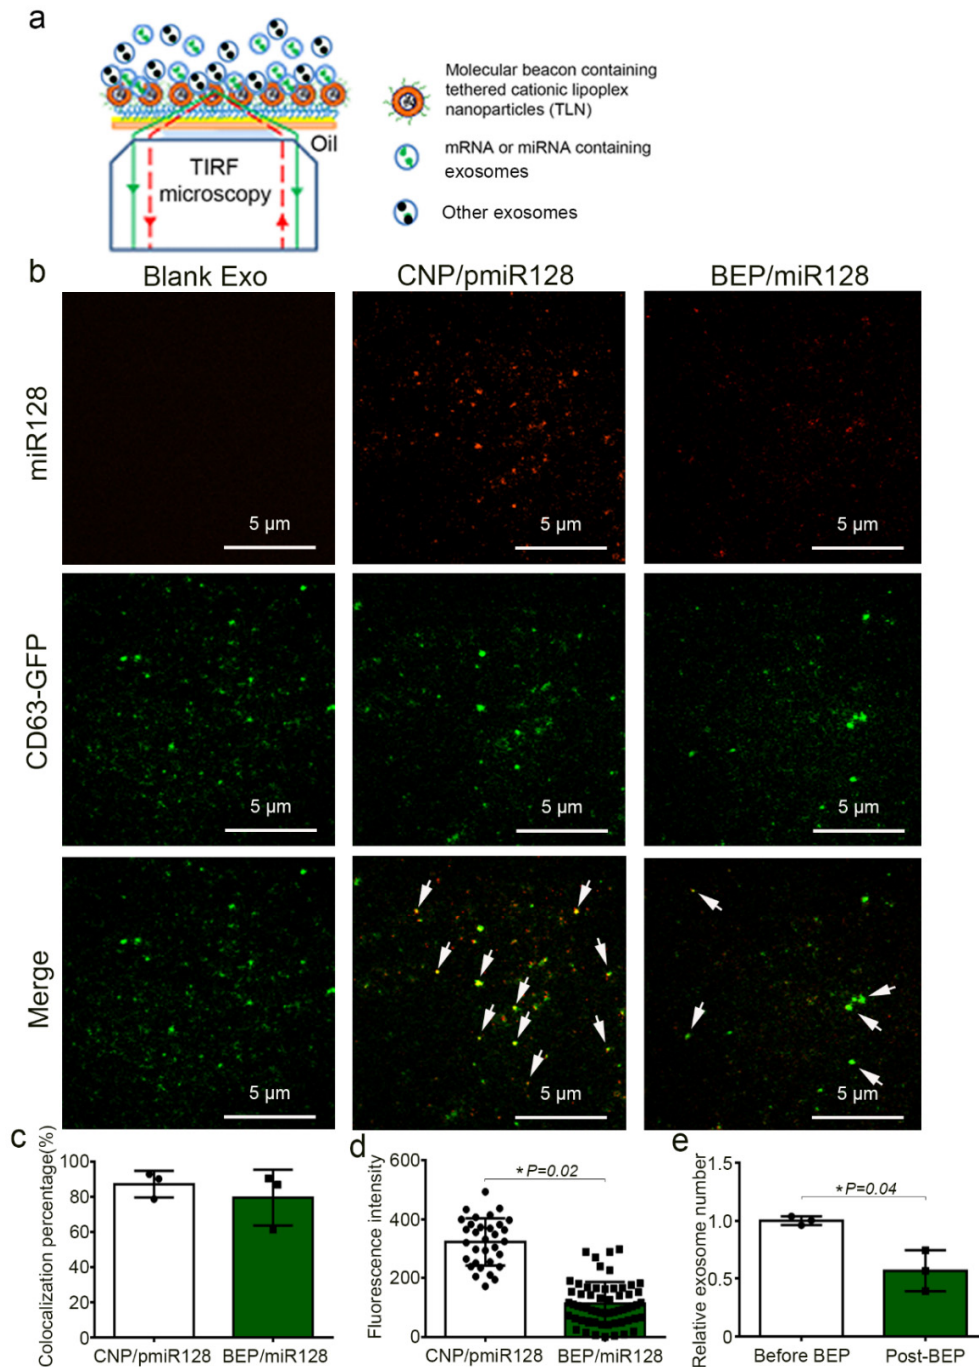 a
Molecular beacon containing
tethered cationic lipoplex
nanoparticles (TLN)
Oil
TIRF
microscopy
mRNA or miRNA containing
exosomes
Other exosomes
b
Blank Exo
CNP/pmiR128
BEP/miR128
miR128
5 µm
5 µm
5 µm
CD63-GFP
5 µm
5 µm
5 µm
Merge
5 µm
5 µm
5 µm
c
Colocalization percentage(%)
100
80
60
40
20
0
CNP/pmiR128
BEP/miR128
d
Fluorescence intensity
600
400
200
0
*P=0.02
CNP/pmiR128
BEP/miR128
e
Relative exosome number
1.5
1.0
0.5
0
*P=0.04
Before BEP
Post-BEP